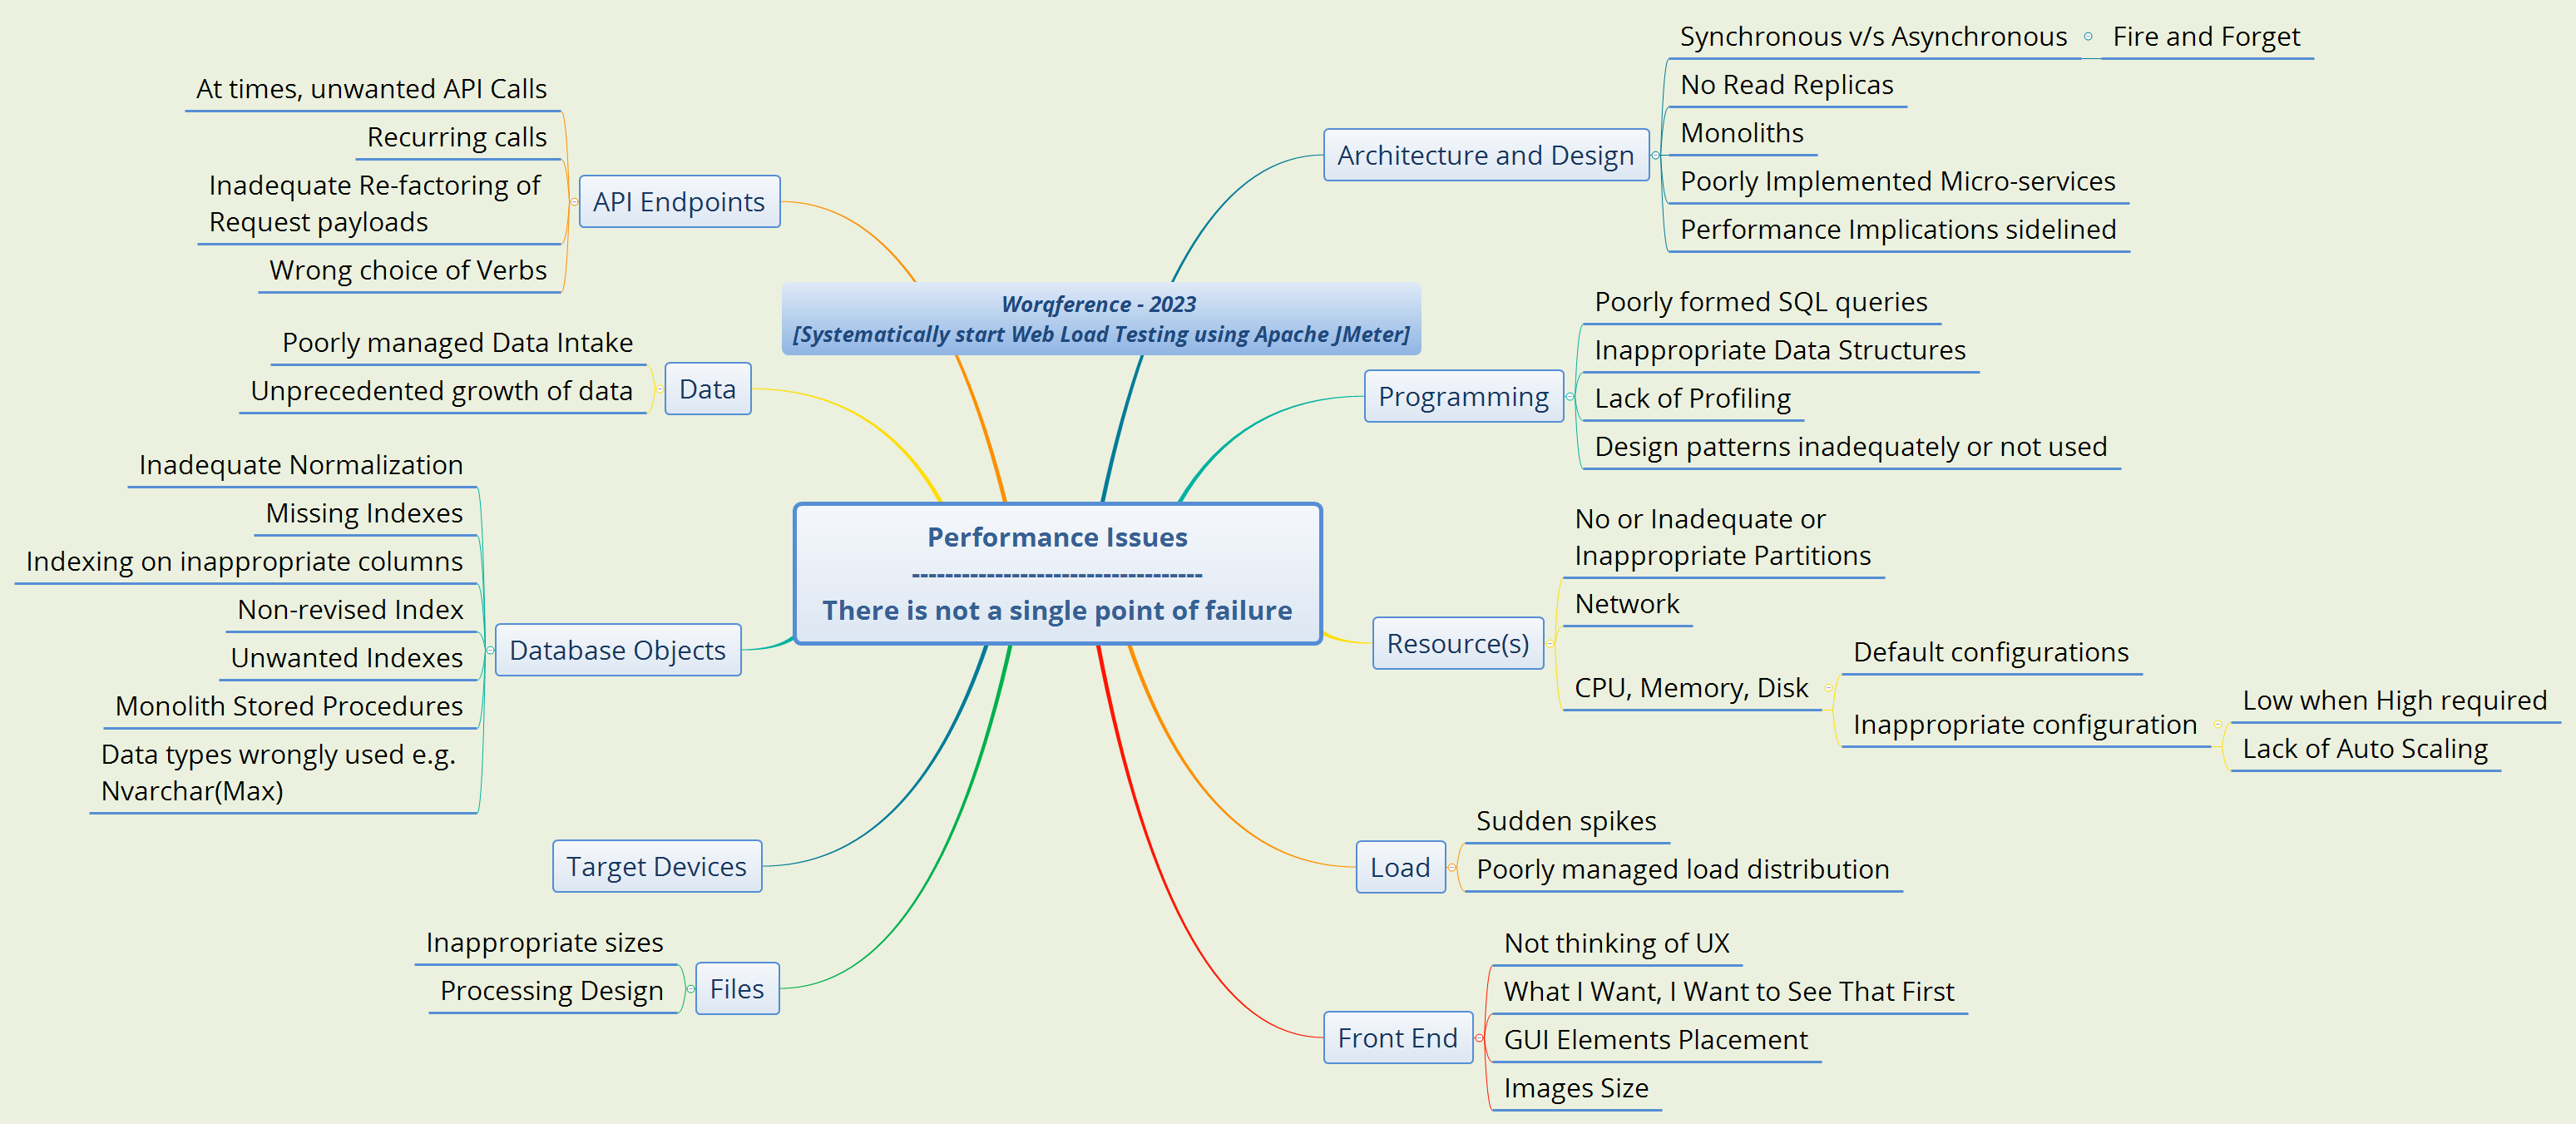 Worqference - 2023
[Systematically start Web Load Testing using Apache JMeter]
Performance Issues
-----------------------------------
There is not a single point of failure
Architecture and Design
Synchronous v/s Asynchronous
Fire and Forget
No Read Replicas
Monoliths
Poorly Implemented Micro-services
Performance Implications sidelined
Programming
Poorly formed SQL queries
Inappropriate Data Structures
Lack of Profiling
Design patterns inadequately or not used
Resource(s)
No or Inadequate or
Inappropriate Partitions
Network
CPU, Memory, Disk
Default configurations
Inappropriate configuration
Low when High required
Lack of Auto Scaling
Load
Sudden spikes
Poorly managed load distribution
Front End
Not thinking of UX
What I Want, I Want to See That First
GUI Elements Placement
Images Size
API Endpoints
At times, unwanted API Calls
Recurring calls
Inadequate Re-factoring of
Request payloads
Wrong choice of Verbs
Data
Poorly managed Data Intake
Unprecedented growth of data
Database Objects
Inadequate Normalization
Missing Indexes
Indexing on inappropriate columns
Non-revised Index
Unwanted Indexes
Monolith Stored Procedures
Data types wrongly used e.g.
Nvarchar(Max)
Target Devices
Files
Inappropriate sizes
Processing Design